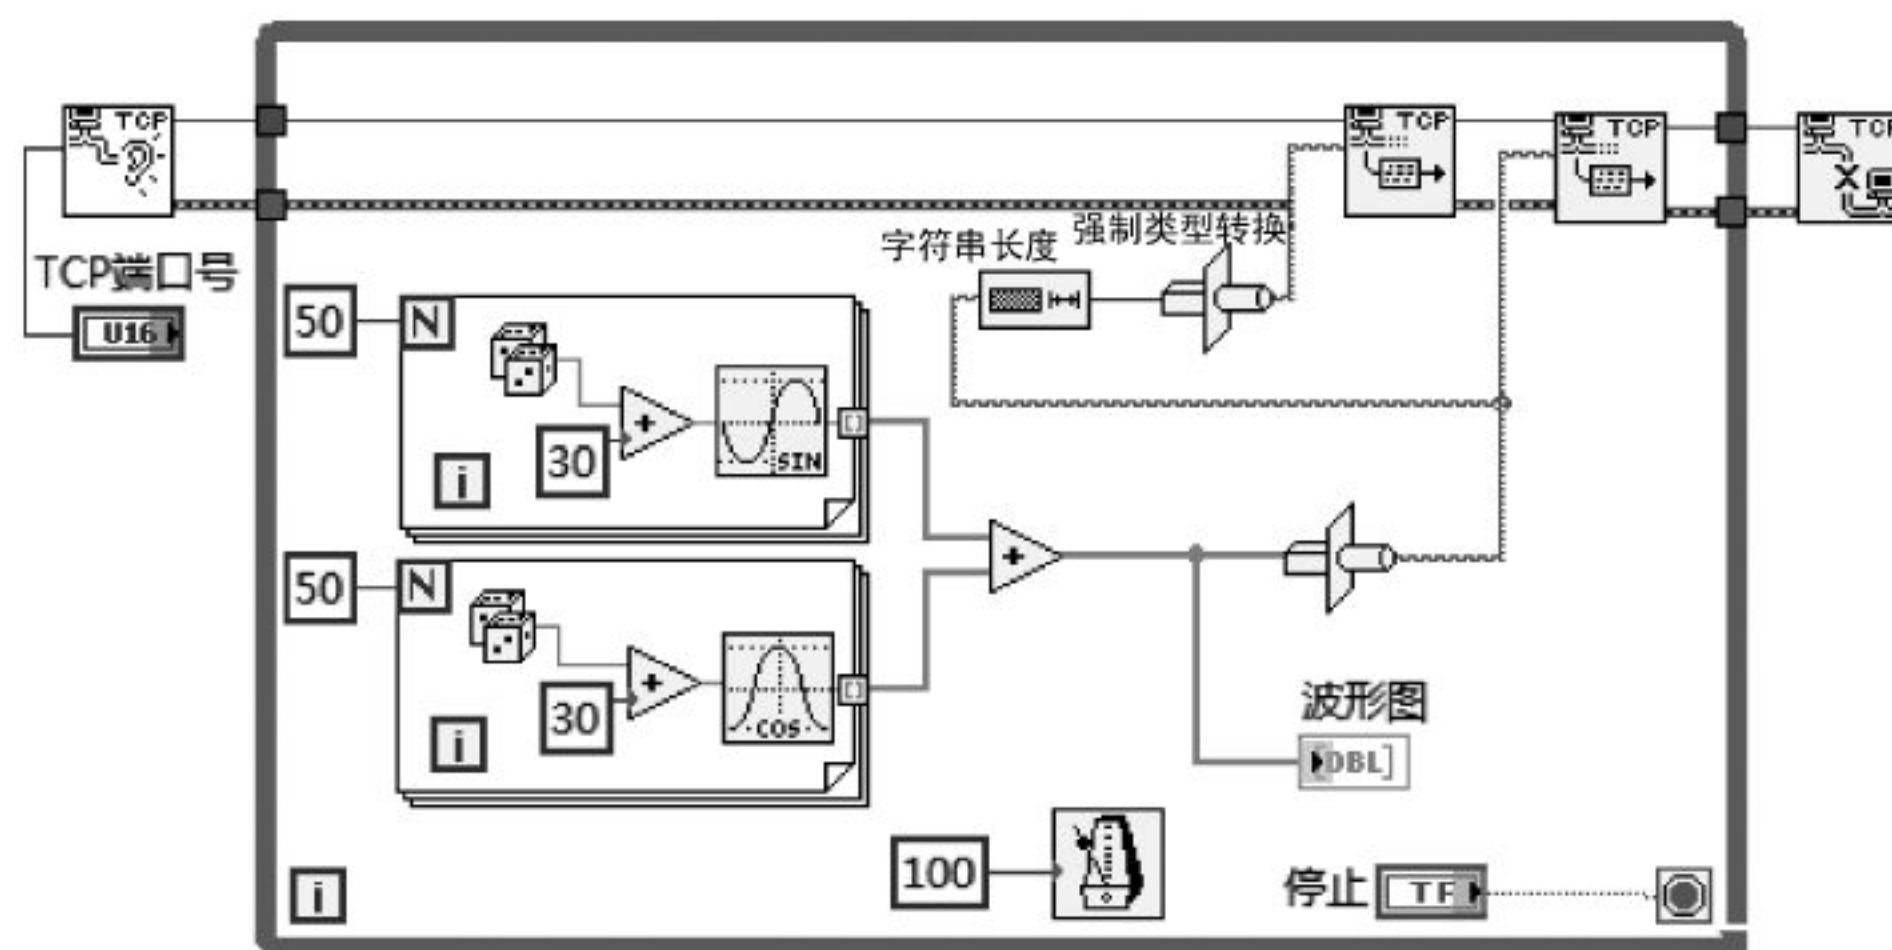 TCP
TCP
TCP
TCP
TCP端口号
U16
字符串长度
强制类型转换
50
N
30
SIN
i
50
N
30
COS
i
波形图
DBL]
100
停止
TF
i